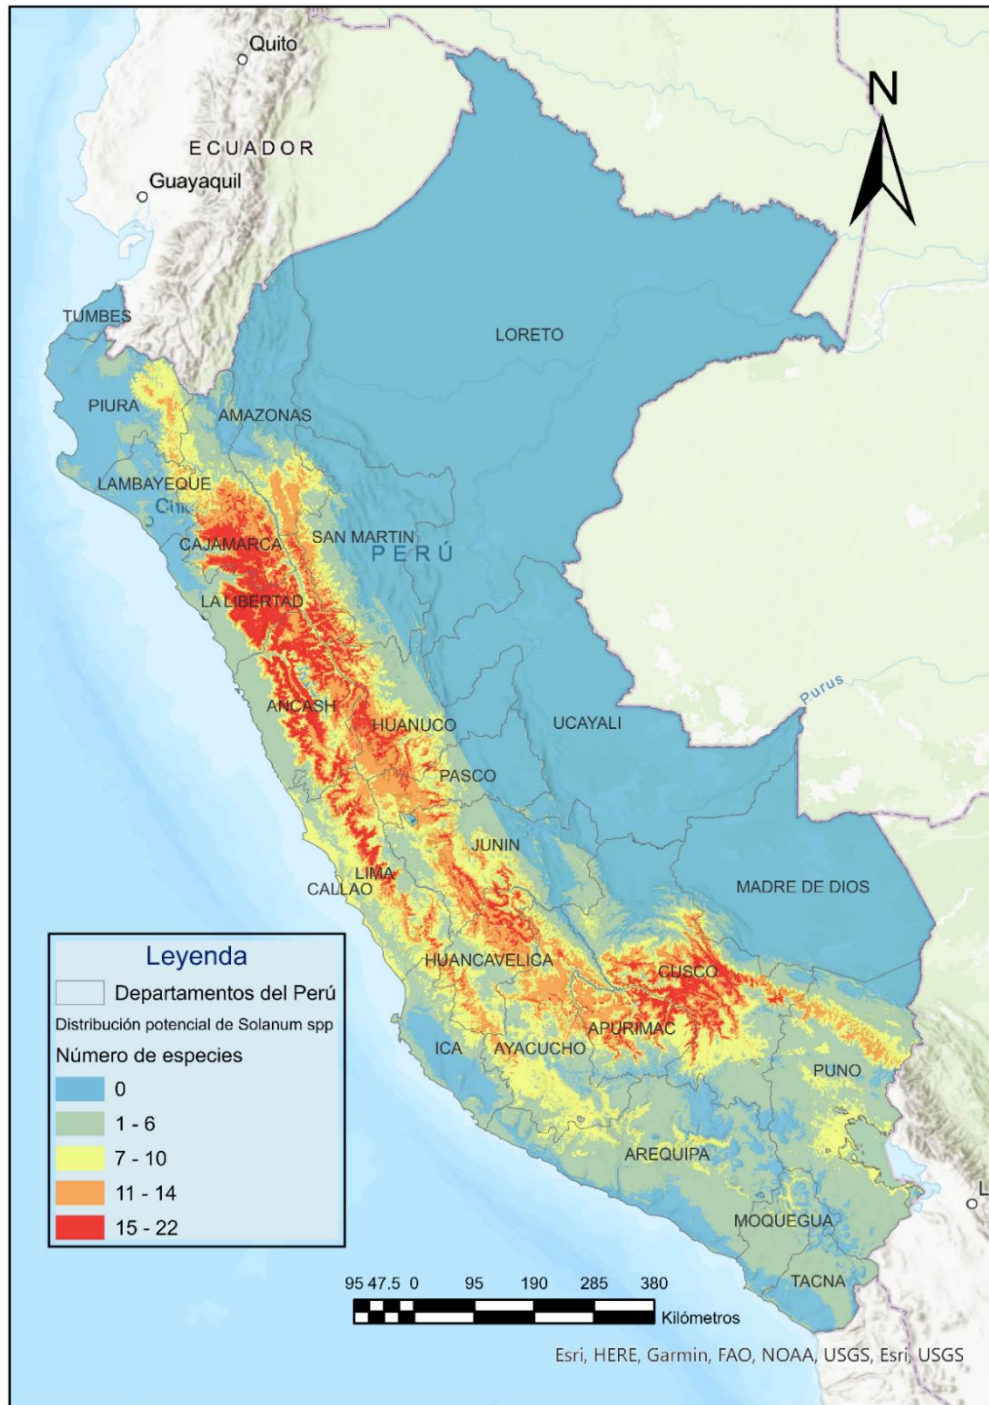 Quito
N
ECUADOR
Guayaquil
TUMBES
LORETO
PIURA
AMAZONAS
LAMBAYEQUE
Chi
CAJAMARCA
SAN MARTIN
PERÚ
LA LIBERTAD
Purus
ANCASH
HUANUCO
UCAYALI
PASCO
JUNIN
LIMA
CALLAO
MADRE DE DIOS
HUANCAVELICA
CUSCO
APURIMAC
ICA
AYACUCHO
PUNO
AREQUIPA
L
MOQUEGUA
TACNA
Leyenda
Departamentos del Perú
Distribución potencial de Solanum spp
Número de especies
0
1 - 6
7 - 10
11 - 14
15 - 22
95 47.5 0 95 190 285 380
Kilómetros
Esri, HERE, Garmin, FAO, NOAA, USGS, Esri, USGS